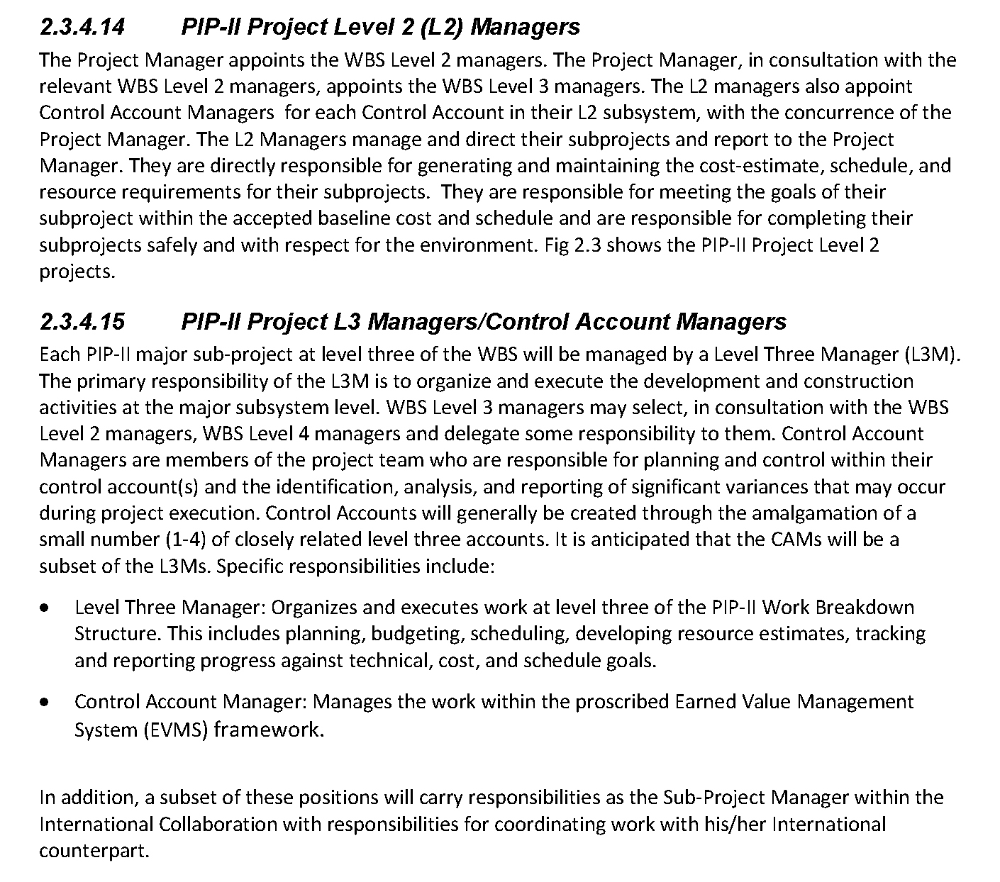 2.3.4.14 PIP-II Project Level 2 (L2) Managers
The Project Manager appoints the WBS Level 2 managers. The Project Manager, in consultation with the
relevant WBS Level 2 managers, appoints the WBS Level 3 managers. The L2 managers also appoint
Control Account Managers  for each Control Account in their L2 subsystem, with the concurrence of the
Project Manager. The L2 Managers manage and direct their subprojects and report to the Project
Manager. They are directly responsible for generating and maintaining the cost-estimate, schedule, and
resource requirements for their subprojects.  They are responsible for meeting the goals of their
subproject within the accepted baseline cost and schedule and are responsible for completing their
subprojects safely and with respect for the environment. Fig 2.3 shows the PIP-II Project Level 2
projects.
2.3.4.15 PIP-II Project L3 Managers/Control Account Managers
Each PIP-II major sub-project at level three of the WBS will be managed by a Level Three Manager (L3M).
The primary responsibility of the L3M is to organize and execute the development and construction
activities at the major subsystem level. WBS Level 3 managers may select, in consultation with the WBS
Level 2 managers, WBS Level 4 managers and delegate some responsibility to them. Control Account
Managers are members of the project team who are responsible for planning and control within their
control account(s) and the identification, analysis, and reporting of significant variances that may occur
during project execution. Control Accounts will generally be created through the amalgamation of a
small number (1-4) of closely related level three accounts. It is anticipated that the CAMs will be a
subset of the L3Ms. Specific responsibilities include:
• Level Three Manager: Organizes and executes work at level three of the PIP-II Work Breakdown
Structure. This includes planning, budgeting, scheduling, developing resource estimates, tracking
and reporting progress against technical, cost, and schedule goals.
• Control Account Manager: Manages the work within the proscribed Earned Value Management
System (EVMS) framework.
In addition, a subset of these positions will carry responsibilities as the Sub-Project Manager within the
International Collaboration with responsibilities for coordinating work with his/her International
counterpart.